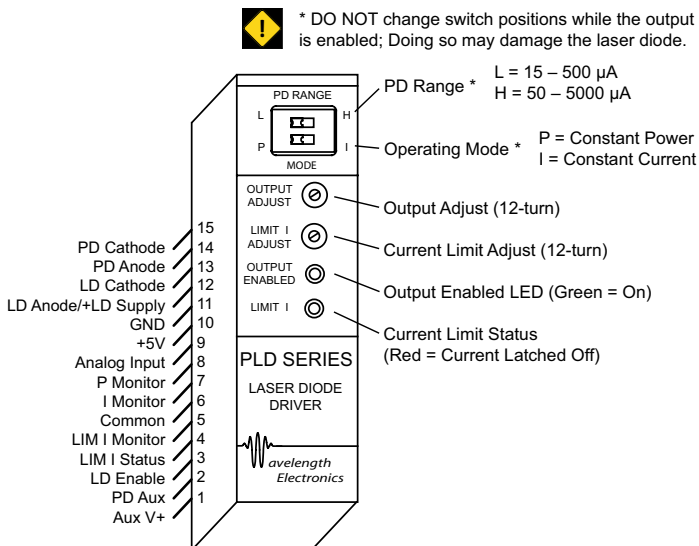 * DO NOT change switch positions while the output
is enabled; Doing so may damage the laser diode.
PD RANGE
L
H
P
I
MODE
PD Range *
L = 15 – 500 µA
H = 50 – 5000 µA
Operating Mode *
P = Constant Power
I = Constant Current
OUTPUT
ADJUST
Output Adjust (12-turn)
LIMIT I
ADJUST
Current Limit Adjust (12-turn)
OUTPUT
ENABLED
Output Enabled LED (Green = On)
LIMIT I
Current Limit Status
(Red = Current Latched Off)
15
PD Cathode
14
PD Anode
13
LD Cathode
12
LD Anode/+LD Supply
11
GND
10
+5V
9
Analog Input
8
P Monitor
7
I Monitor
6
Common
5
LIM I Monitor
4
LIM I Status
3
LD Enable
2
PD Aux
1
Aux V+
PLD SERIES
LASER DIODE
DRIVER
avelength
Electronics